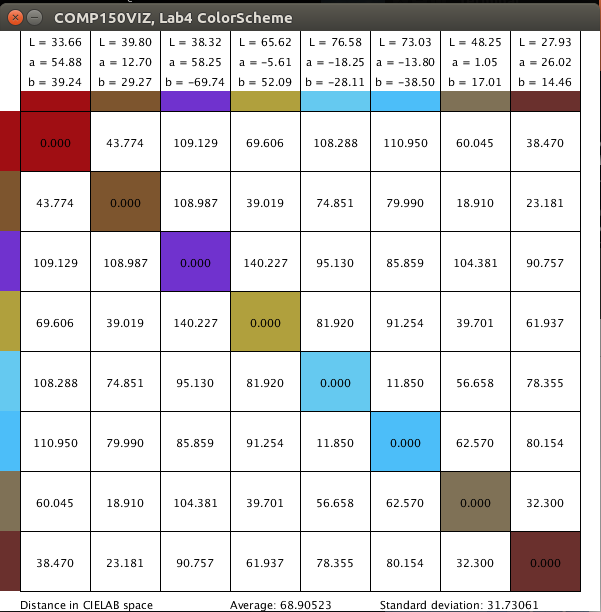 COMP150VIZ, Lab4 ColorScheme
L = 33.66 L = 39.80 L = 38.32 L = 65.62 L = 76.58 L = 73.03 L = 48.25 L = 27.93
a = 54.88 a = 12.70 a = 58.25 a = −5.61 a = −18.25 a = −13.80 a = 1.05 a = 26.02
b = 39.24 b = 29.27 b = −69.74 b = 52.09 b = −28.11 b = −38.50 b = 17.01 b = 14.46
0.000 43.774 109.129 69.606 108.288 110.950 60.045 38.470
43.774 0.000 108.987 39.019 74.851 79.990 18.910 23.181
109.129 108.987 0.000 140.227 95.130 85.859 104.381 90.757
69.606 39.019 140.227 0.000 81.920 91.254 39.701 61.937
108.288 74.851 95.130 81.920 0.000 11.850 56.658 78.355
110.950 79.990 85.859 91.254 11.850 0.000 62.570 80.154
60.045 18.910 104.381 39.701 56.658 62.570 0.000 32.300
38.470 23.181 90.757 61.937 78.355 80.154 32.300 0.000
Distance in CIELAB space Average: 68.90523 Standard deviation: 31.73061